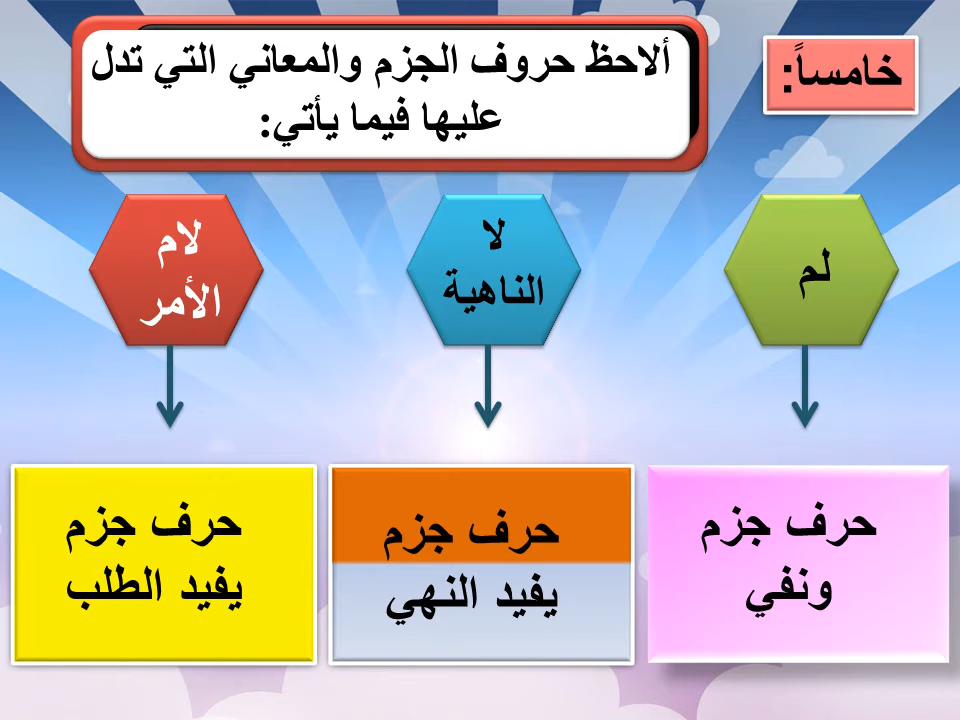 خامساً:
ألاحظ حروف الجزم والمعاني التي تدل
عليها فيما يأتي:
لم
لا
الناهية
لام
الأمر
حرف جزم
ونفي
حرف جزم
يفيد النهي
حرف جزم
يفيد الطلب